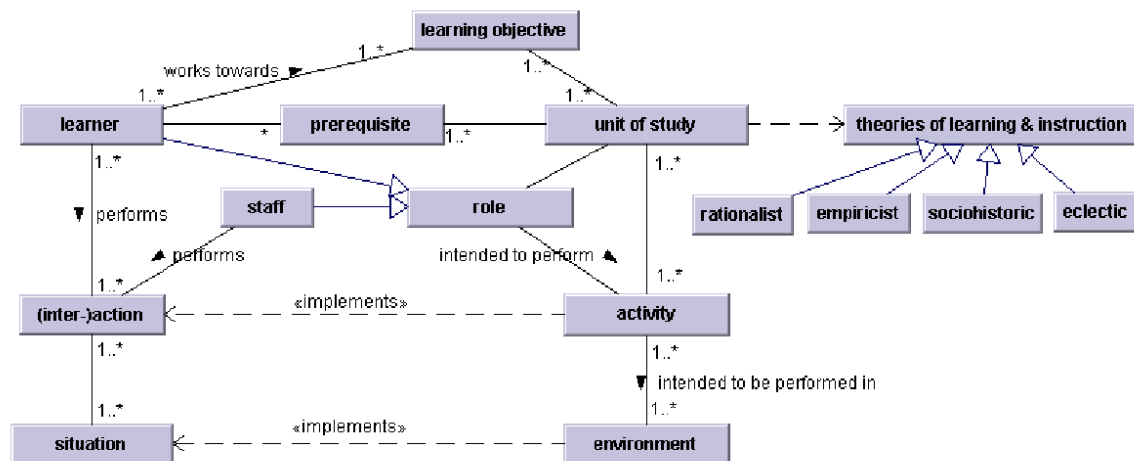 learning objective
1..*
works towards
1..*
1..*
1..*
learner
*
prerequisite
1..*
unit of study
theories of learning & instruction
1..*
1..*
performs
staff
role
rationalist
empiricist
sociohistoric
eclectic
performs
intended to perform
1..*
1..*
(inter-)action
«implements»
activity
1..*
1..*
intended to be performed in
1..*
1..*
situation
«implements»
environment